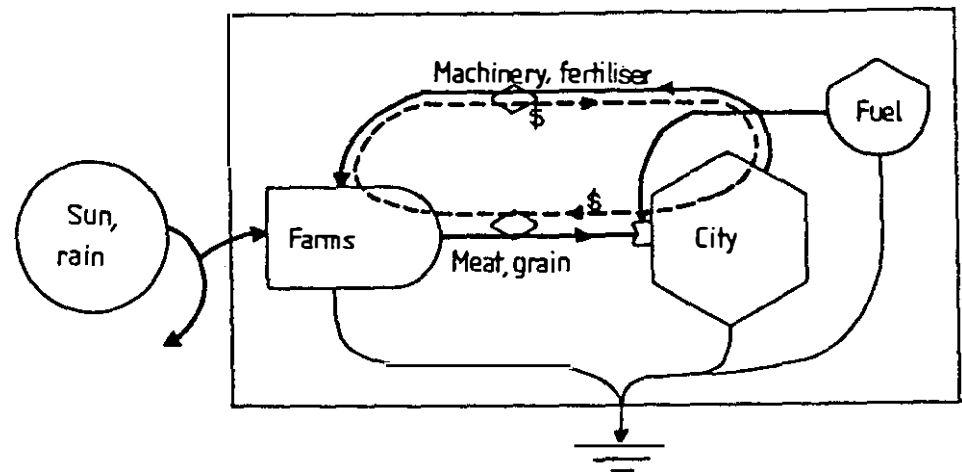 Machinery, fertiliser
$
Fuel
Sun,
rain
$
Farms
City
Meat, grain